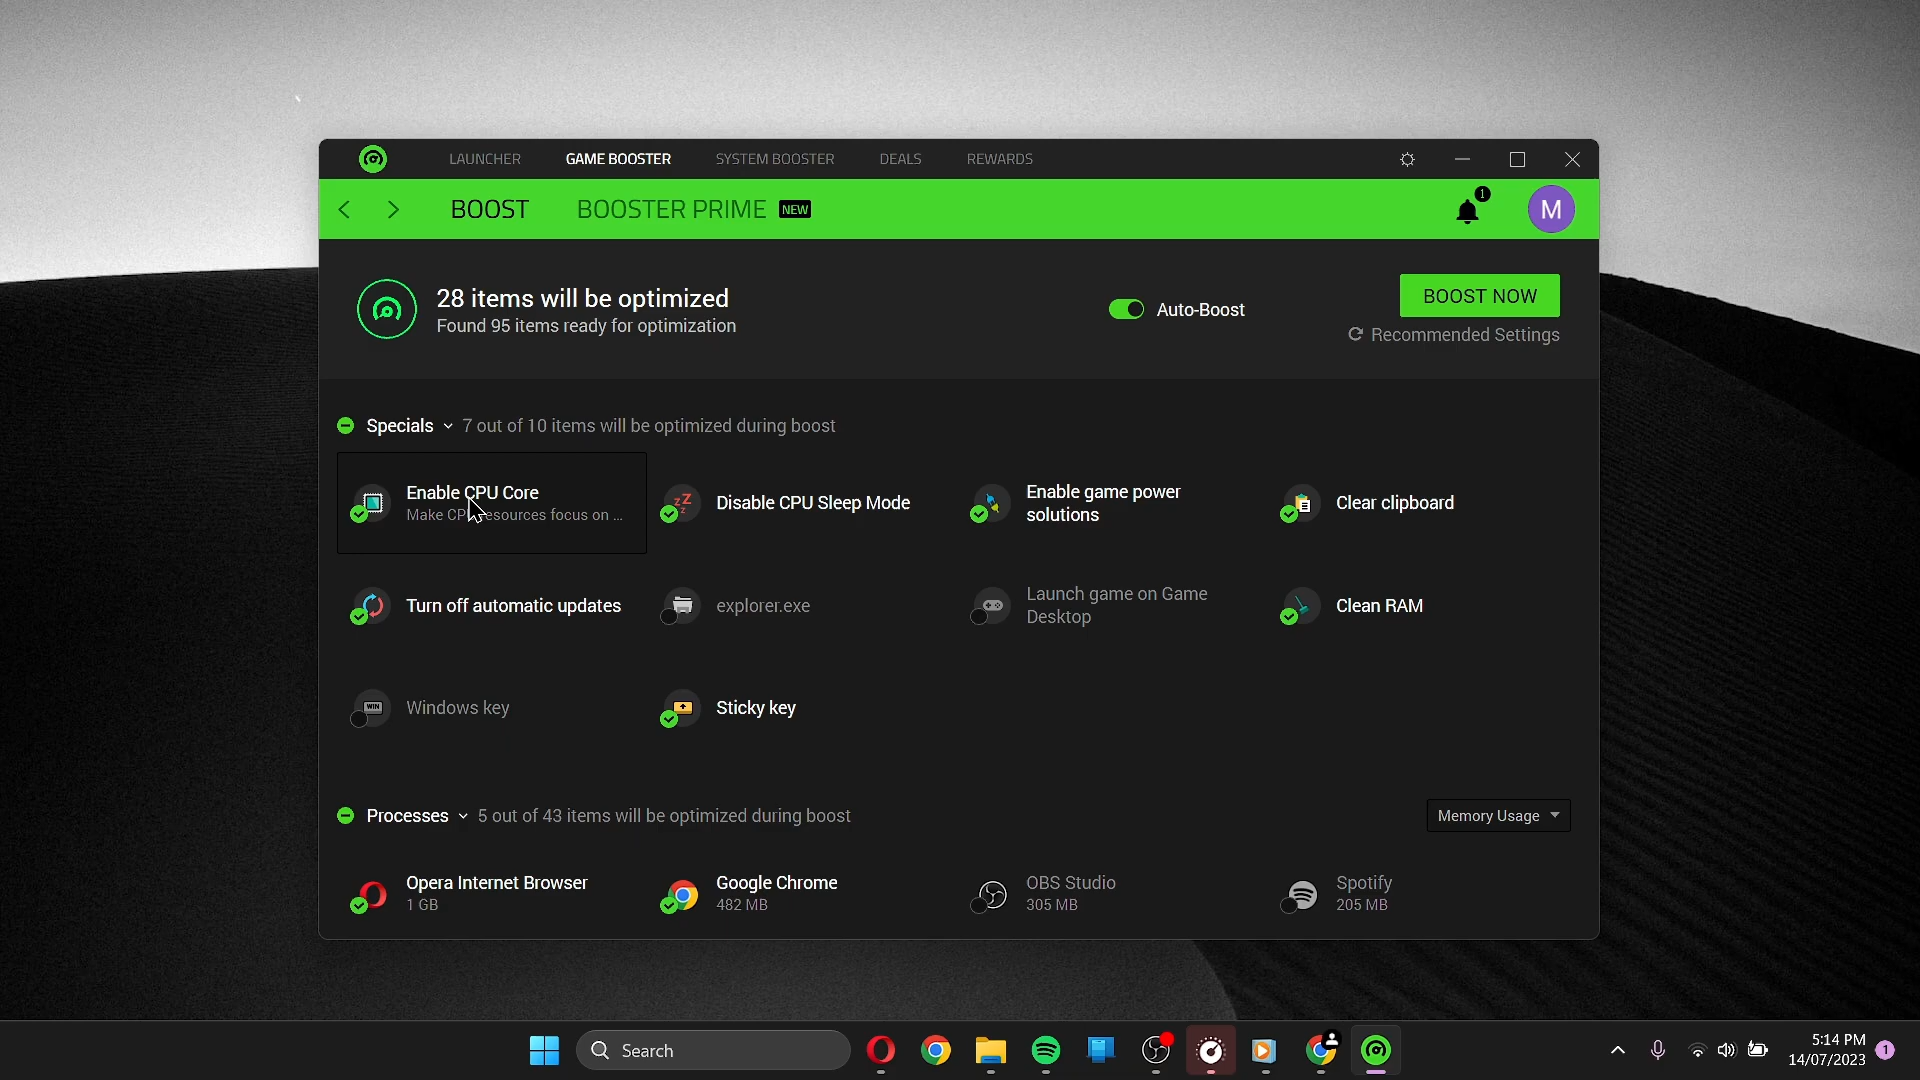 LAUNCHER GAME BOOSTER SYSTEM BOOSTER DEALS REWARDS
BOOST BOOSTER PRIME NEW
1
M
28 items will be optimized
Found 95 items ready for optimization
Auto-Boost
BOOST NOW
Recommended Settings
Specials 7 out of 10 items will be optimized during boost
Enable CPU Core
Make CP esources focus on ...
Disable CPU Sleep Mode
Enable game power
solutions
Clear clipboard
Turn off automatic updates
explorer.exe
Launch game on Game
Desktop
Clean RAM
WIN
Windows key
Sticky key
Processes 5 out of 43 items will be optimized during boost
Memory Usage
Opera Internet Browser
1 GB
Google Chrome
482 MB
OBS Studio
305 MB
Spotify
205 MB
Search
5:14 PM
14/07/2023
1